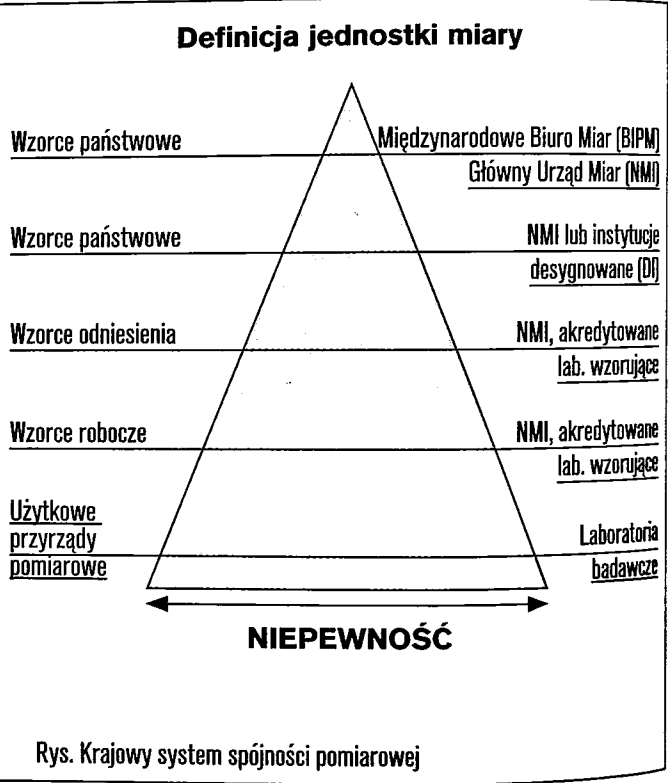 Definicja jednostki miary
Wzorce państwowe
Międzynarodowe Biuro Miar (BIPM)
Główny Urząd Miar (NMI)
Wzorce państwowe
NMI lub instytucje
desygnowane (DI)
Wzorce odniesienia
NMI, akredytowane
lab. wzorujące
Wzorce robocze
NMI, akredytowane
lab. wzorujące
Użytkowe
przyrządy
pomiarowe
Laboratoria
badawcze
NIEPEWNOŚĆ
Rys. Krajowy system spójności pomiarowej